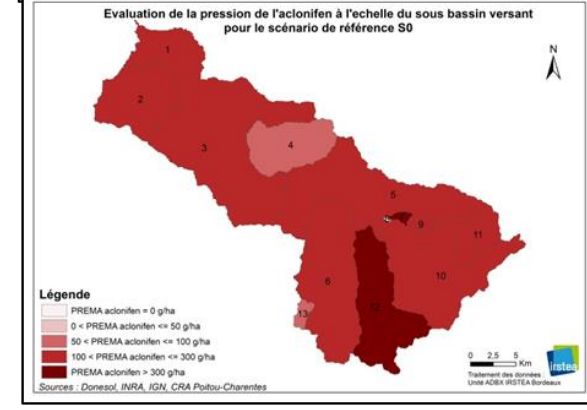 Evaluation de la pression de l'aclonifen à l'echelle du sous bassin versant
pour le scénario de référence S0
N
1
2
3
4
5
9
11
10
6
12
13
Légende
PREMA aclonifen = 0 g/ha
0 < PREMA aclonifen <= 50 g/ha
50 < PREMA aclonifen <= 100 g/ha
100 < PREMA aclonifen <= 300 g/ha
PREMA aclonifen > 300 g/ha
0 2,5 5
Km
Traitement des données :
Unité ADBX IRSTEA Bordeaux
irstea
Sources : Donesol, INRA, IGN, CRA Poitou-Charentes